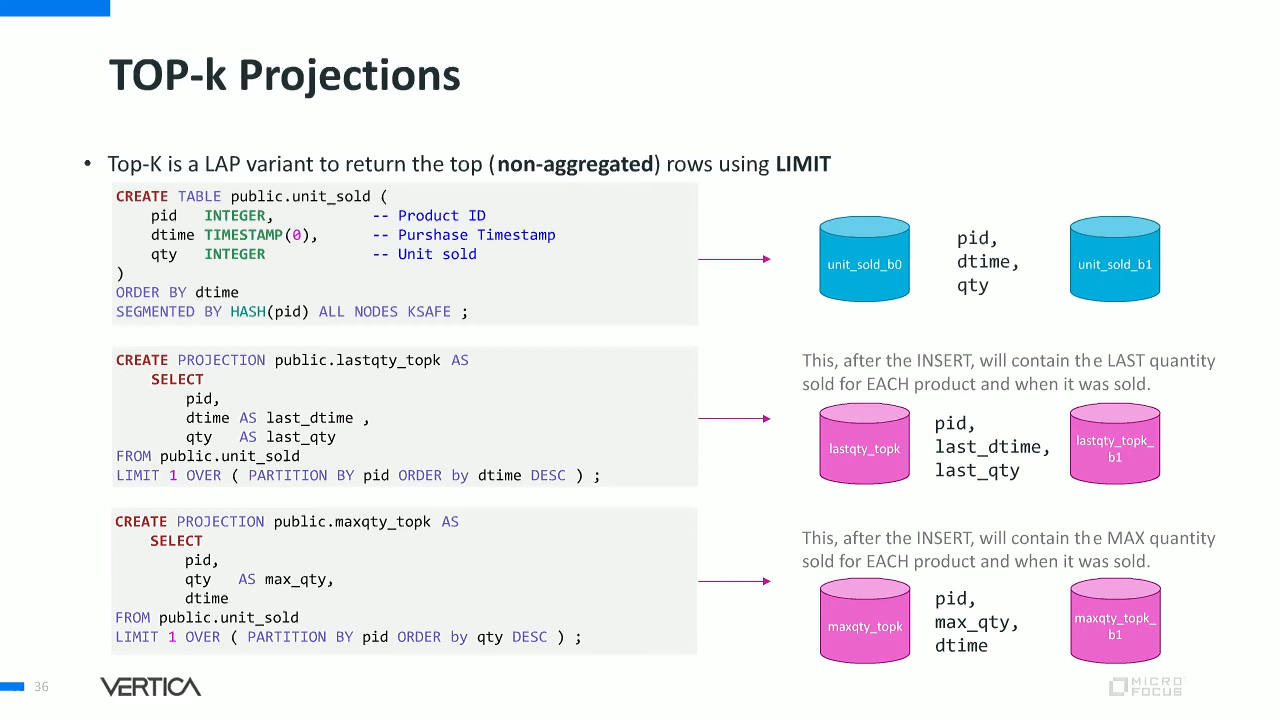 TOP-k Projections
• Top-K is a LAP variant to return the top (non-aggregated) rows using LIMIT
CREATE TABLE public.unit_sold (
pid INTEGER, -- Product ID
dtime TIMESTAMP(0), -- Purshase Timestamp
qty INTEGER -- Unit sold
)
ORDER BY dtime
SEGMENTED BY HASH(pid) ALL NODES KSAFE ;
unit_sold_b0
pid,
dtime,
qty
unit_sold_b1
CREATE PROJECTION public.lastqty_topk AS
SELECT
pid,
dtime AS last_dtime ,
qty AS last_qty
FROM public.unit_sold
LIMIT 1 OVER ( PARTITION BY pid ORDER by dtime DESC ) ;
This, after the INSERT, will contain the LAST quantity
sold for EACH product and when it was sold.
lastqty_topk
pid,
last_dtime,
last_qty
lastqty_topk_
b1
CREATE PROJECTION public.maxqty_topk AS
SELECT
pid,
qty AS max_qty,
dtime
FROM public.unit_sold
LIMIT 1 OVER ( PARTITION BY pid ORDER by qty DESC ) ;
This, after the INSERT, will contain the MAX quantity
sold for EACH product and when it was sold.
maxqty_topk
pid,
max_qty,
dtime
maxqty_topk_
b1
36
VERTICA
MICRO
FOCUS